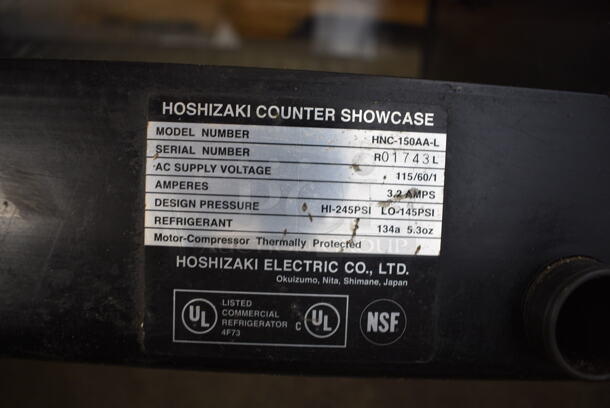 HOSHIZAKI COUNTER SHOWCASE
MODEL NUMBER HNC-150AA-L
SERIAL NUMBER R01743L
AC SUPPLY VOLTAGE 115/60/1
AMPERES 3.2 AMPS
DESIGN PRESSURE HI-245PSI LO-145PSI
REFRIGERANT 134a 5.3oz
Motor-Compressor Thermally Protected
HOSHIZAKI ELECTRIC CO., LTD.
Okuizumo, Nita, Shimane, Japan
UL LISTED COMMERCIAL REFRIGERATOR 4F73 C UL NSF